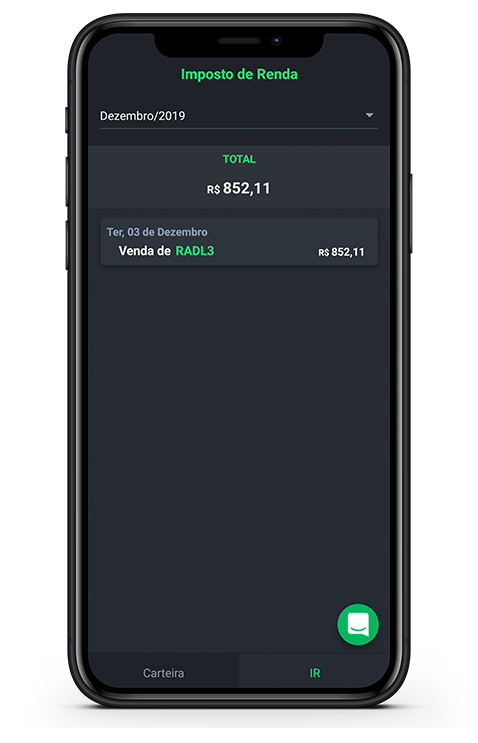 Imposto de Renda
Dezembro/2019
TOTAL
R$ 852,11
Ter, 03 de Dezembro
Venda de RADL3 R$ 852,11
Carteira IR